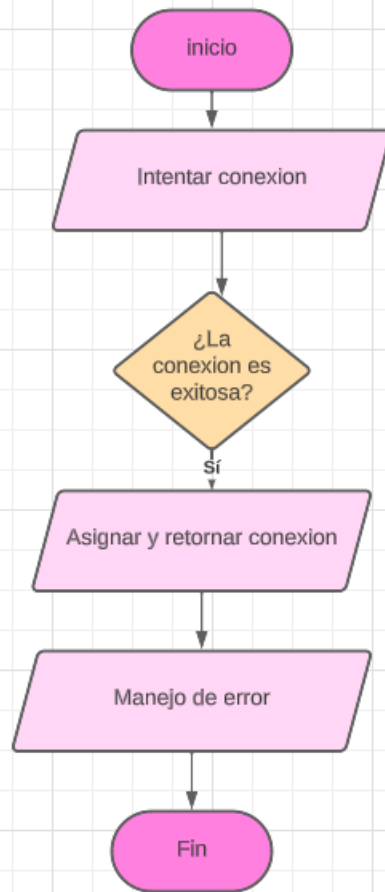 inicio
Intentar conexion
¿La
conexion es
exitosa?
Sí
Asignar y retornar conexion
Manejo de error
Fin